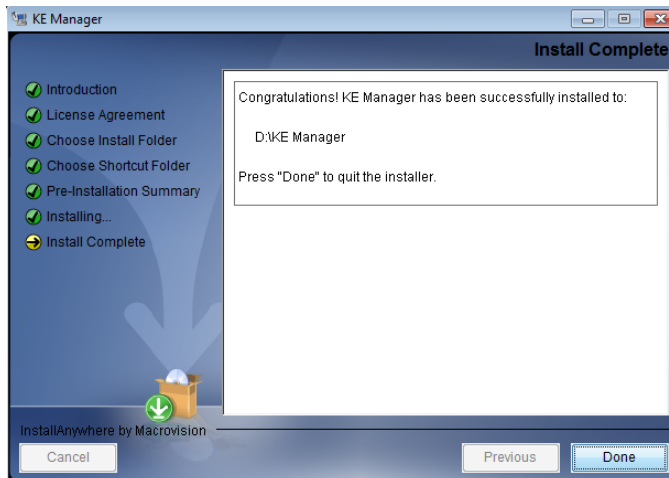 KE Manager
Install Complete
Introduction
License Agreement
Choose Install Folder
Choose Shortcut Folder
Pre-Installation Summary
Installing...
Install Complete
Congratulations! KE Manager has been successfully installed to:
D:\KE Manager
Press "Done" to quit the installer.
InstallAnywhere by Macrovision
Cancel
Previous
Done